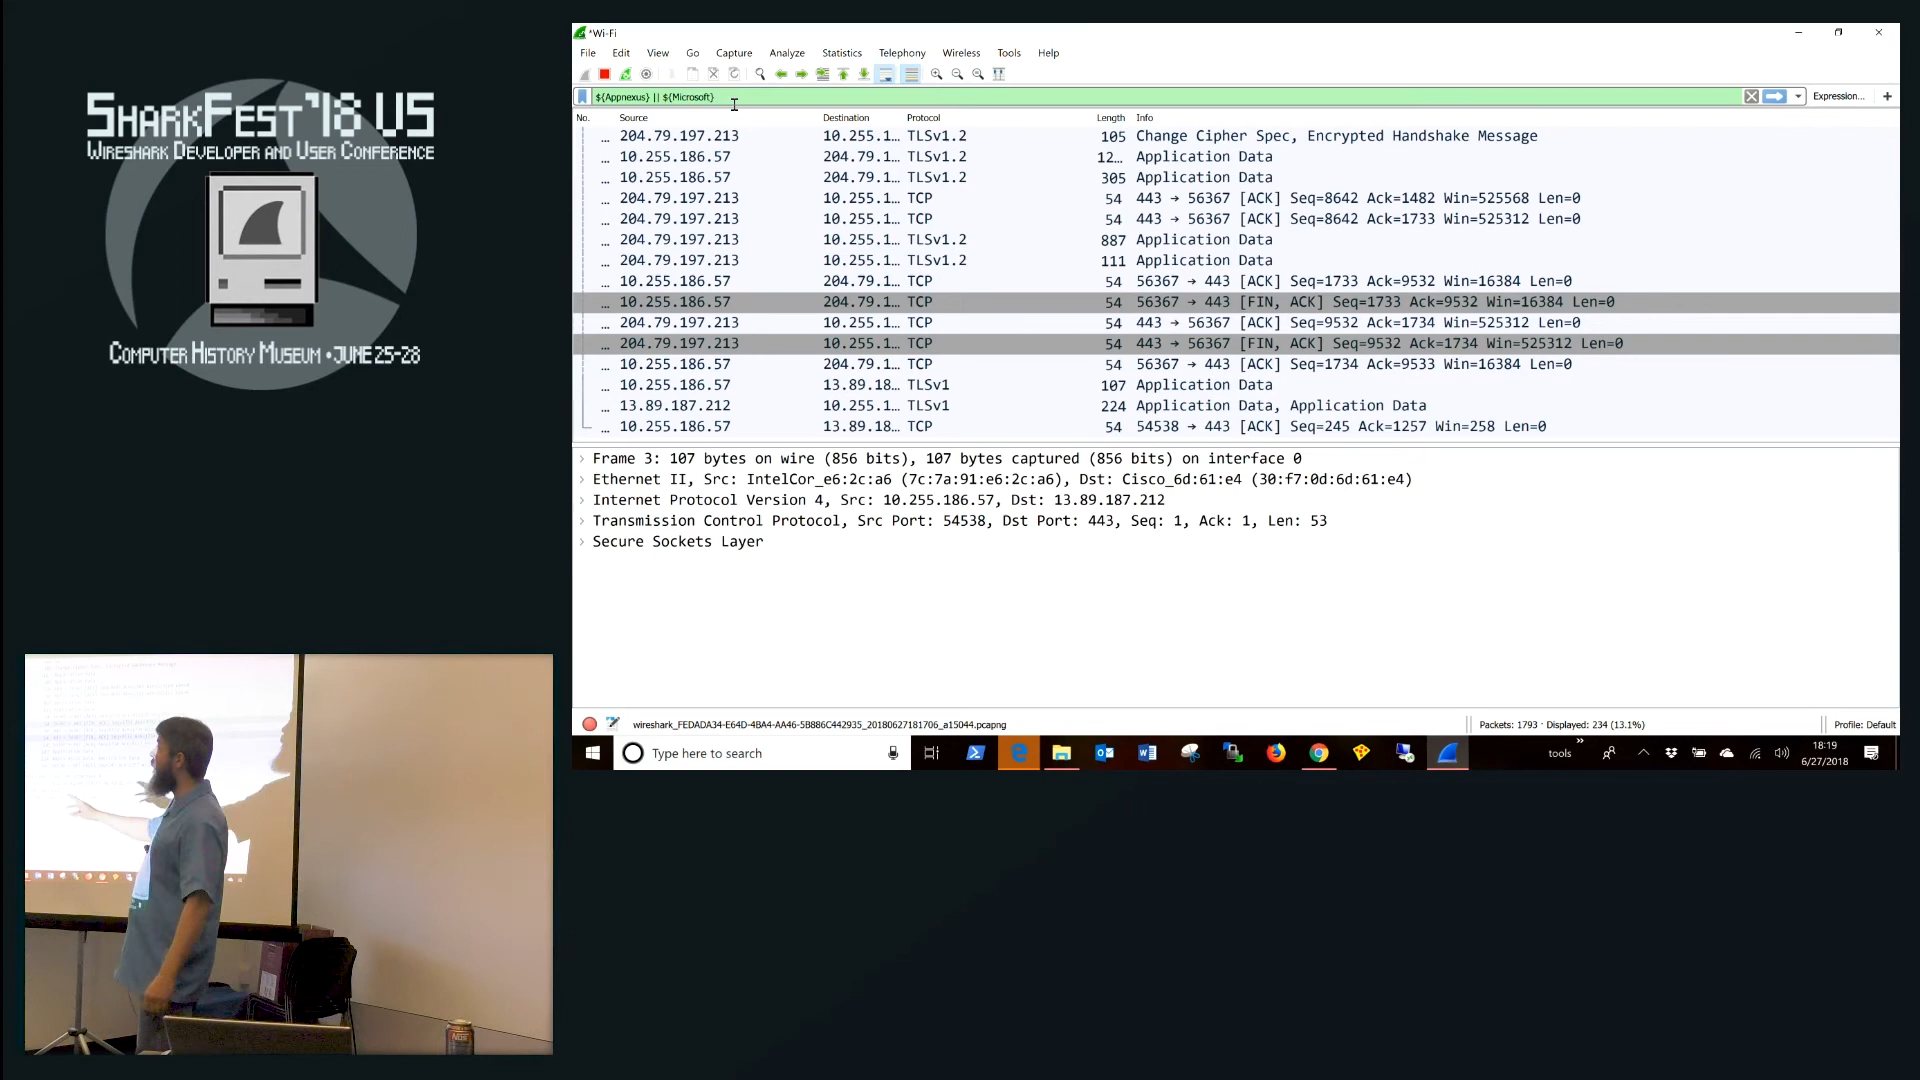 SHARKFEST '18 US
WIRESHARK DEVELOPER AND USER CONFERENCE
COMPUTER HISTORY MUSEUM • JUNE 25-28
*Wi-Fi
File Edit View Go Capture Analyze Statistics Telephony Wireless Tools Help
${Appnexus} || ${Microsoft}
Expression... +
No. Source Destination Protocol Length Info
... 204.79.197.213 10.255.1... TLSv1.2 105 Change Cipher Spec, Encrypted Handshake Message
... 10.255.186.57 204.79.1... TLSv1.2 12... Application Data
... 10.255.186.57 204.79.1... TLSv1.2 305 Application Data
... 204.79.197.213 10.255.1... TCP 54 443 → 56367 [ACK] Seq=8642 Ack=1482 Win=525568 Len=0
... 204.79.197.213 10.255.1... TCP 54 443 → 56367 [ACK] Seq=8642 Ack=1733 Win=525312 Len=0
... 204.79.197.213 10.255.1... TLSv1.2 887 Application Data
... 204.79.197.213 10.255.1... TLSv1.2 111 Application Data
... 10.255.186.57 204.79.1... TCP 54 56367 → 443 [ACK] Seq=1733 Ack=9532 Win=16384 Len=0
... 10.255.186.57 204.79.1... TCP 54 56367 → 443 [FIN, ACK] Seq=1733 Ack=9532 Win=16384 Len=0
... 204.79.197.213 10.255.1... TCP 54 443 → 56367 [ACK] Seq=9532 Ack=1734 Win=525312 Len=0
... 204.79.197.213 10.255.1... TCP 54 443 → 56367 [FIN, ACK] Seq=9532 Ack=1734 Win=525312 Len=0
... 10.255.186.57 204.79.1... TCP 54 56367 → 443 [ACK] Seq=1734 Ack=9533 Win=16384 Len=0
... 10.255.186.57 13.89.18... TLSv1 107 Application Data
... 13.89.187.212 10.255.1... TLSv1 224 Application Data, Application Data
... 10.255.186.57 13.89.18... TCP 54 54538 → 443 [ACK] Seq=245 Ack=1257 Win=258 Len=0
Frame 3: 107 bytes on wire (856 bits), 107 bytes captured (856 bits) on interface 0
Ethernet II, Src: IntelCor_e6:2c:a6 (7c:7a:91:e6:2c:a6), Dst: Cisco_6d:61:e4 (30:f7:0d:6d:61:e4)
Internet Protocol Version 4, Src: 10.255.186.57, Dst: 13.89.187.212
Transmission Control Protocol, Src Port: 54538, Dst Port: 443, Seq: 1, Ack: 1, Len: 53
Secure Sockets Layer
wireshark_FEDADA34-E64D-4BA4-AA46-5B886C442935_20180627181706_a15044.pcapng
Packets: 1793 · Displayed: 234 (13.1%)
Profile: Default
Type here to search
tools »
18:19
6/27/2018